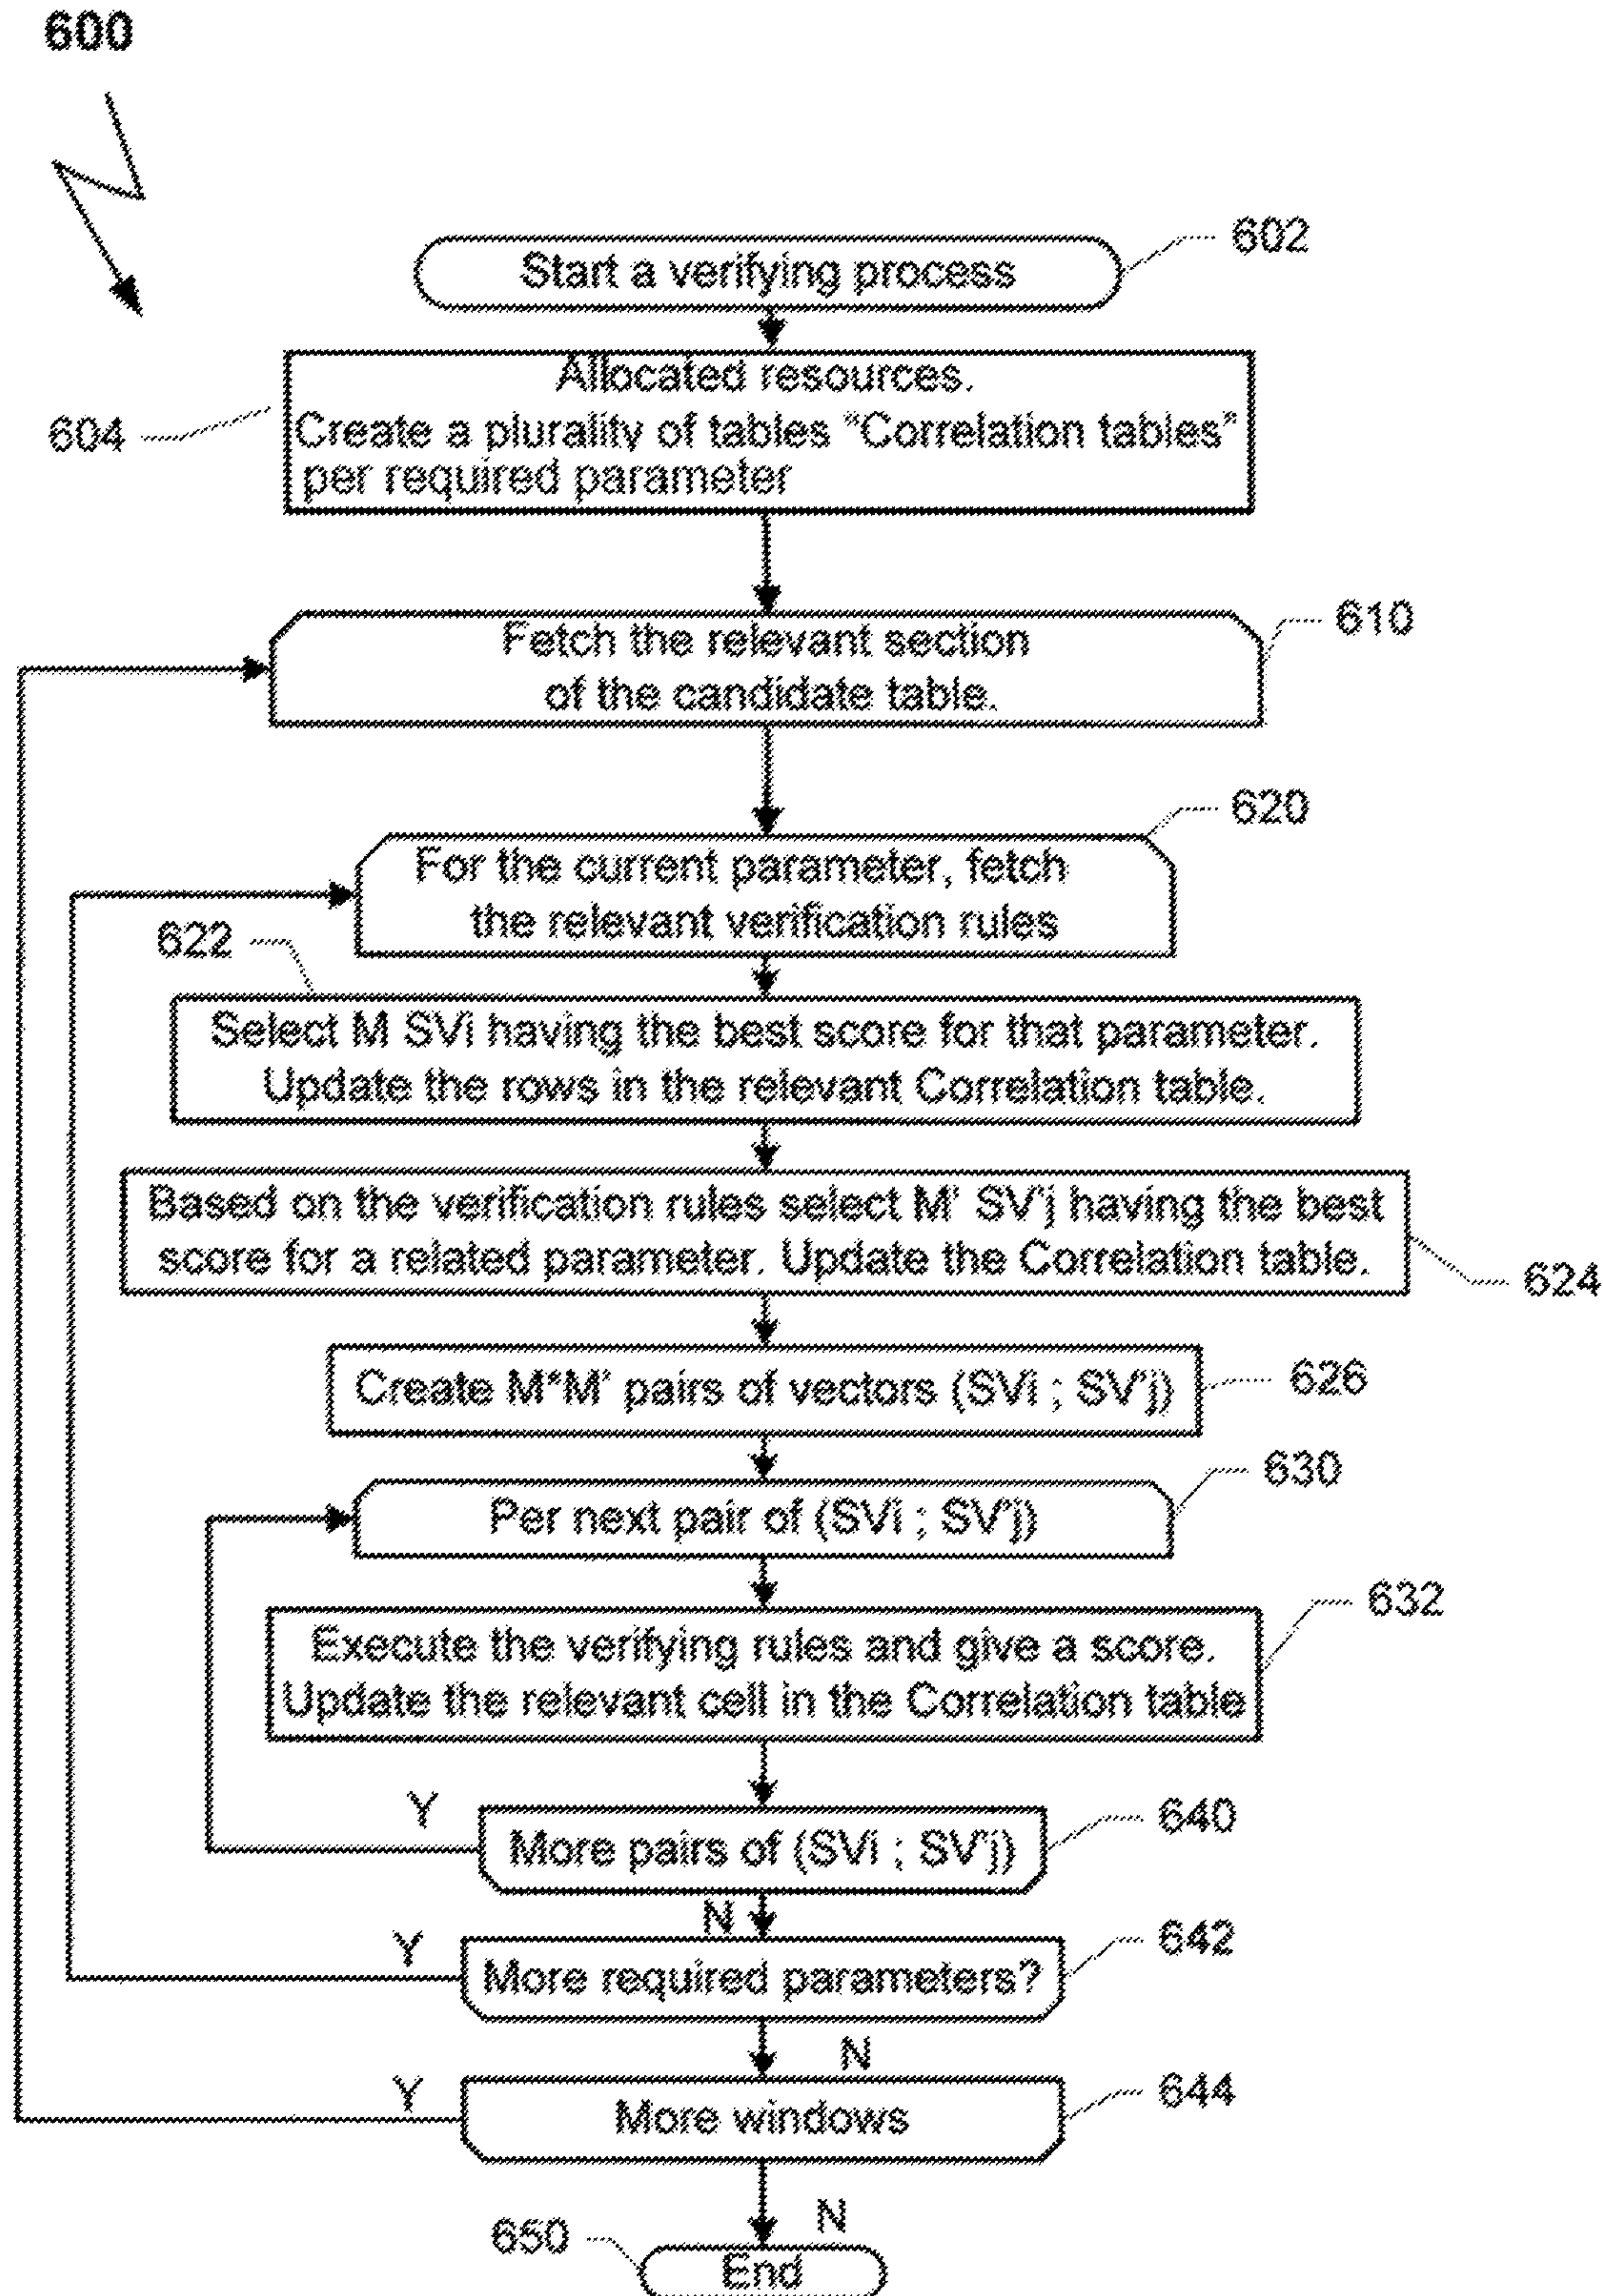 600
Start a verifying process
602
Allocated resources.
604
Create a plurality of tables "Correlation tables"
per required parameter
Fetch the relevant section
610
of the candidate table.
620
For the current parameter, fetch
the relevant verification rules
622
Select M SVi having the best score for that parameter.
Update the rows in the relevant Correlation table.
Based on the verification rules select M' SV'j having the best
score for a related parameter. Update the Correlation table.
624
Create M*M' pairs of vectors (SVi ; SV'j)
626
630
Per next pair of (SVi ; SV'j)
632
Execute the verifying rules and give a score.
Update the relevant cell in the Correlation table
Y
640
More pairs of (SVi ; SV'j)
N
Y
642
More required parameters?
N
Y
644
More windows
N
650
End